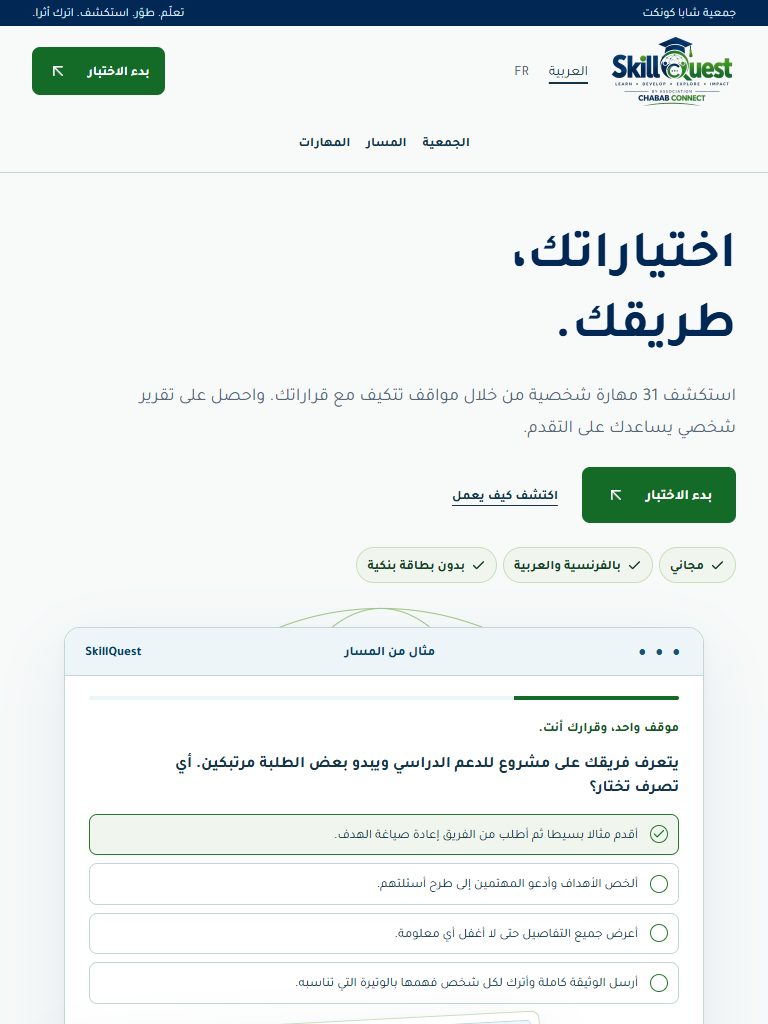 جمعية شابا كونكت
تعلّم. طوّر. استكشف. اترك أثرا.
SkillQuest
LEARN • DEVELOP • EXPLORE • IMPACT
BY ASSOCIATION
CHABAB CONNECT
العربية
FR
بدء الاختبار
الجمعية
المسار
المهارات
اختياراتك،
طريقك.
استكشف 31 مهارة شخصية من خلال مواقف تتكيف مع قراراتك. واحصل على تقرير
شخصي يساعدك على التقدم.
بدء الاختبار
اكتشف كيف يعمل
مجاني
بالفرنسية والعربية
بدون بطاقة بنكية
مثال من المسار
SkillQuest
موقف واحد، وقرارك أنت.
يتعرف فريقك على مشروع للدعم الدراسي ويبدو بعض الطلبة مرتبكين. أي
تصرف تختار؟
أقدم مثالا بسيطا ثم أطلب من الفريق إعادة صياغة الهدف.
ألخص الأهداف وأدعو المهتمين إلى طرح أسئلتهم.
أعرض جميع التفاصيل حتى لا أغفل أي معلومة.
أرسل الوثيقة كاملة وأترك لكل شخص فهمها بالوتيرة التي تناسبه.